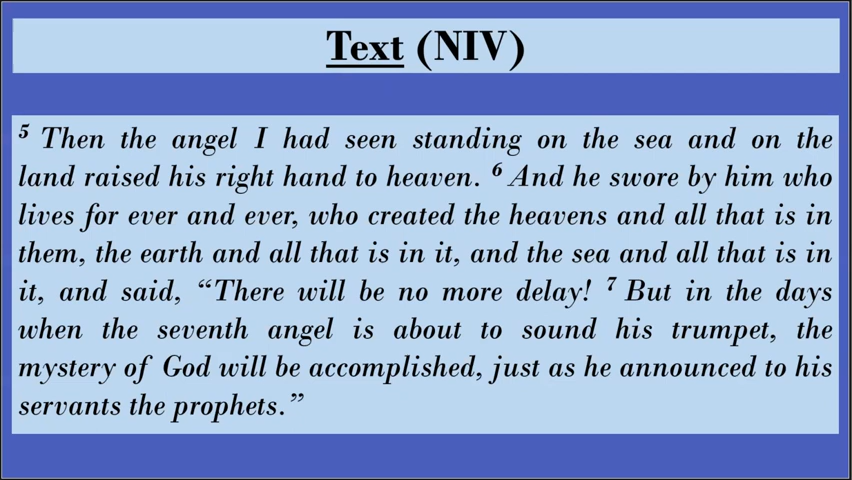 Text (NIV)
5 Then the angel I had seen standing on the sea and on the
land raised his right hand to heaven. 6 And he swore by him who
lives for ever and ever, who created the heavens and all that is in
them, the earth and all that is in it, and the sea and all that is in
it, and said, “There will be no more delay! 7 But in the days
when the seventh angel is about to sound his trumpet, the
mystery of God will be accomplished, just as he announced to his
servants the prophets.”